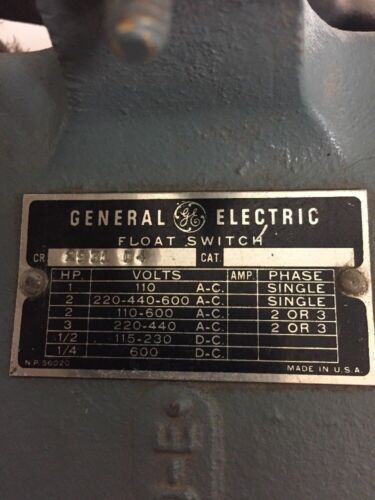 GENERAL GE ELECTRIC
FLOAT SWITCH
CR CAT.
HP. VOLTS AMP. PHASE
1 110 A-C. SINGLE
2 220-440-600 A-C. SINGLE
2 110-600 A-C. 2 OR 3
3 220-440 A-C. 2 OR 3
1/2 115-230 D-C.
1/4 600 D-C.
N.P. 56020 MADE IN U.S.A.